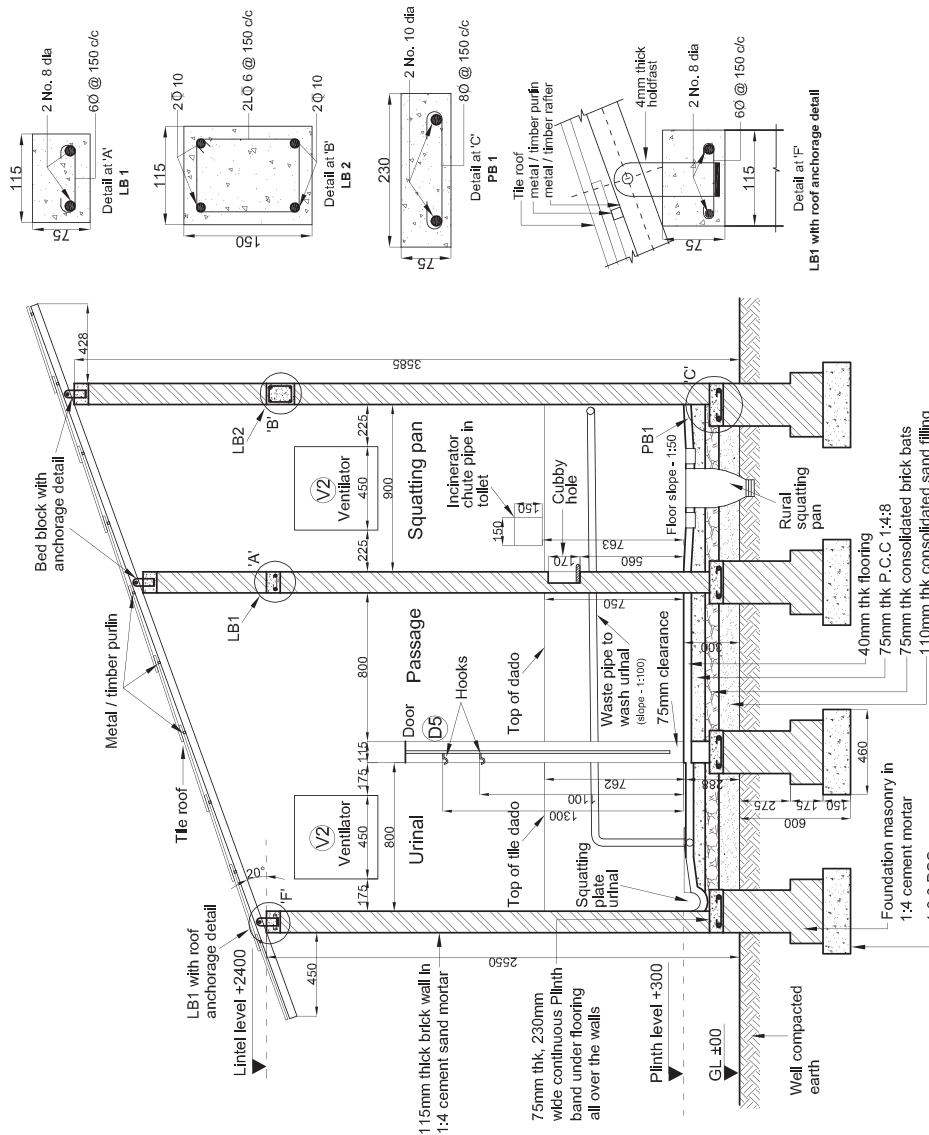 115
75
2 No. 8 dia
6Ø @ 150 c/c
Detail at 'A'
LB 1
115
150
2 Φ 10
2LΦ 6 @ 150 c/c
2 Φ 10
Detail at 'B'
LB 2
230
75
2 No. 10 dia
8Ø @ 150 c/c
Detail at 'C'
PB 1
Tile roof
metal / timber purlin
metal / timber rafter
4mm thick
holdfast
2 No. 8 dia
6Ø @ 150 c/c
75
115
Detail at 'F'
LB1 with roof anchorage detail
Bed block with
anchorage detail
Metal / timber purlin
Tile roof
20°
428
450
LB1 with roof
anchorage detail
Lintel level +2400
'F'
2550
3585
115mm thick brick wall in
1:4 cement sand mortar
75mm thk, 230mm
wide continuous Plinth
band under flooring
all over the walls
Plinth level +300
GL ±00
Well compacted
earth
V2
Ventilator
175
450
175
115
800
800
Urinal
Door
D5
Hooks
Passage
LB1
'A'
LB2
'B'
V2
Ventilator
225
450
225
900
Squatting pan
Incinerator
chute pipe in
tollet
150
150
Cubby
hole
170
560
763
750
762
1100
1300
Top of tile dado
Top of dado
Squatting
plate
urinal
Waste pipe to
wash urinal
(slope - 1:100)
75mm clearance
Floor slope - 1:50
PB1
'C'
Rural
squatting
pan
288
300
275
175
150
600
460
40mm thk flooring
75mm thk P.C.C 1:4:8
75mm thk consolidated brick bats
110mm thk consolidated sand filling
Foundation masonry in
1:4 cement mortar